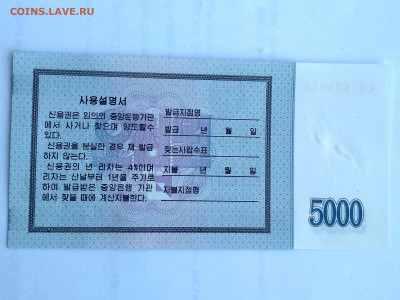 COINS.LAVE.RU
사용설명서
신용권은 임의의 중앙은행기관
에서 사거나 찾으며 양도할수
있다.
신용권을 분실한 경우 재발급
하지 않는다.
신용권의 년 리자는 4%이며
리자는 산날부터 1년을 주기로
하여 발급받은 중앙은행 기관
에서 찾을 때에 계산지불한다.
발급지점명
발급 년 월 일
찾는사람수표
지불 년 월 일
지불지점명
5000